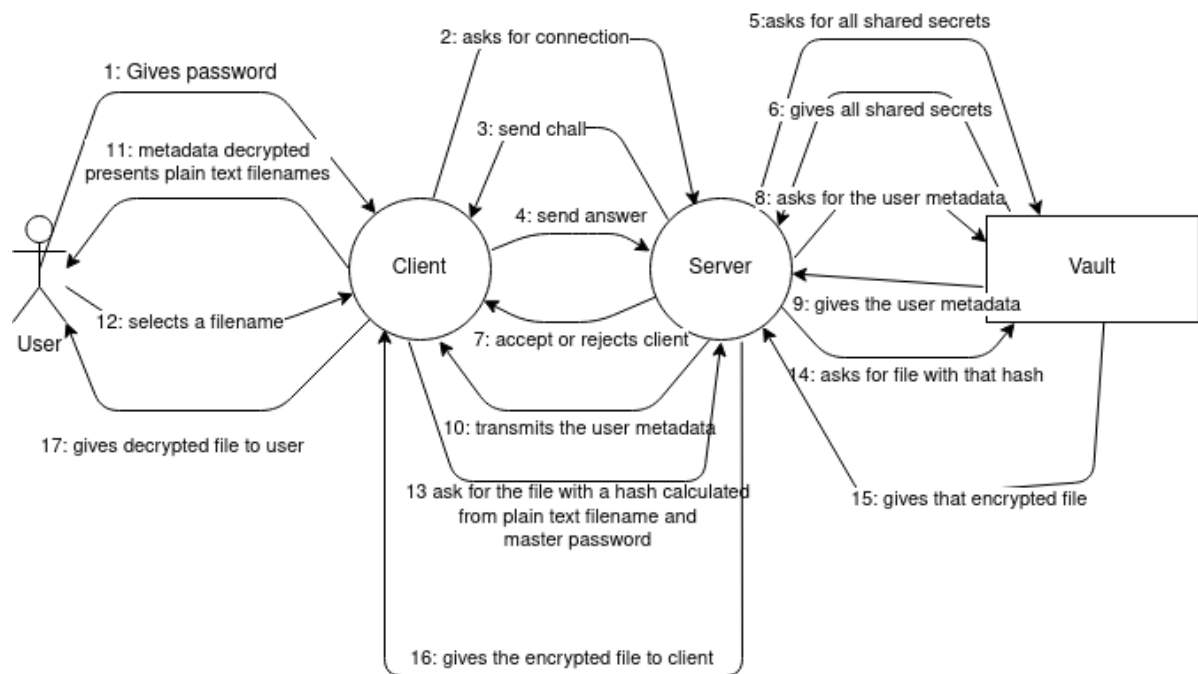 5:asks for all shared secrets
2: asks for connection
1: Gives password
6: gives all shared secrets
3: send chall
11: metadata decrypted
presents plain text filenames
8: asks for the user metadata
4: send answer
Client
Server
Vault
9: gives the user metadata
12: selects a filename
User
7: accept or rejects client
14: asks for file with that hash
10: transmits the user metadata
17: gives decrypted file to user
13 ask for the file with a hash calculated
from plain text filename and
master password
15: gives that encrypted file
16: gives the encrypted file to client